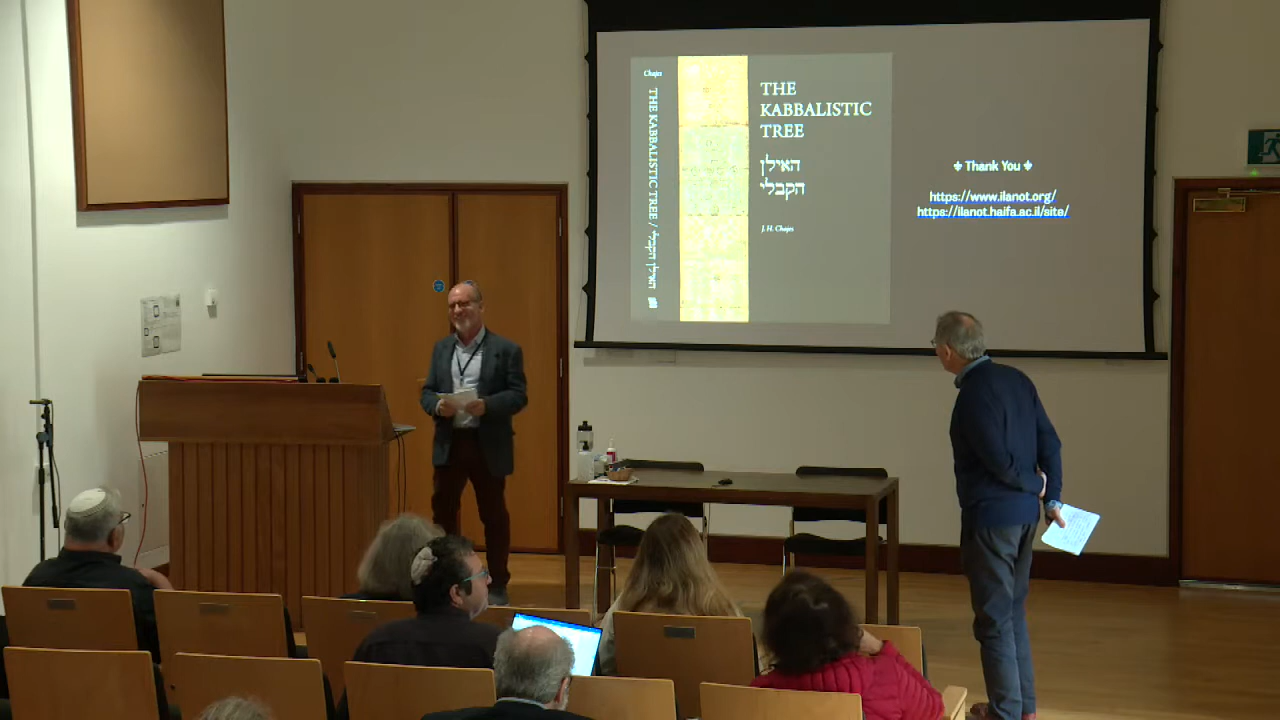 Chajes
THE KABBALISTIC TREE / האילן הקבלי
THE
KABBALISTIC
TREE
האילן
הקבלי
J. H. Chajes
Thank You
https://www.ilanot.org/
https://ilanot.haifa.ac.il/site/